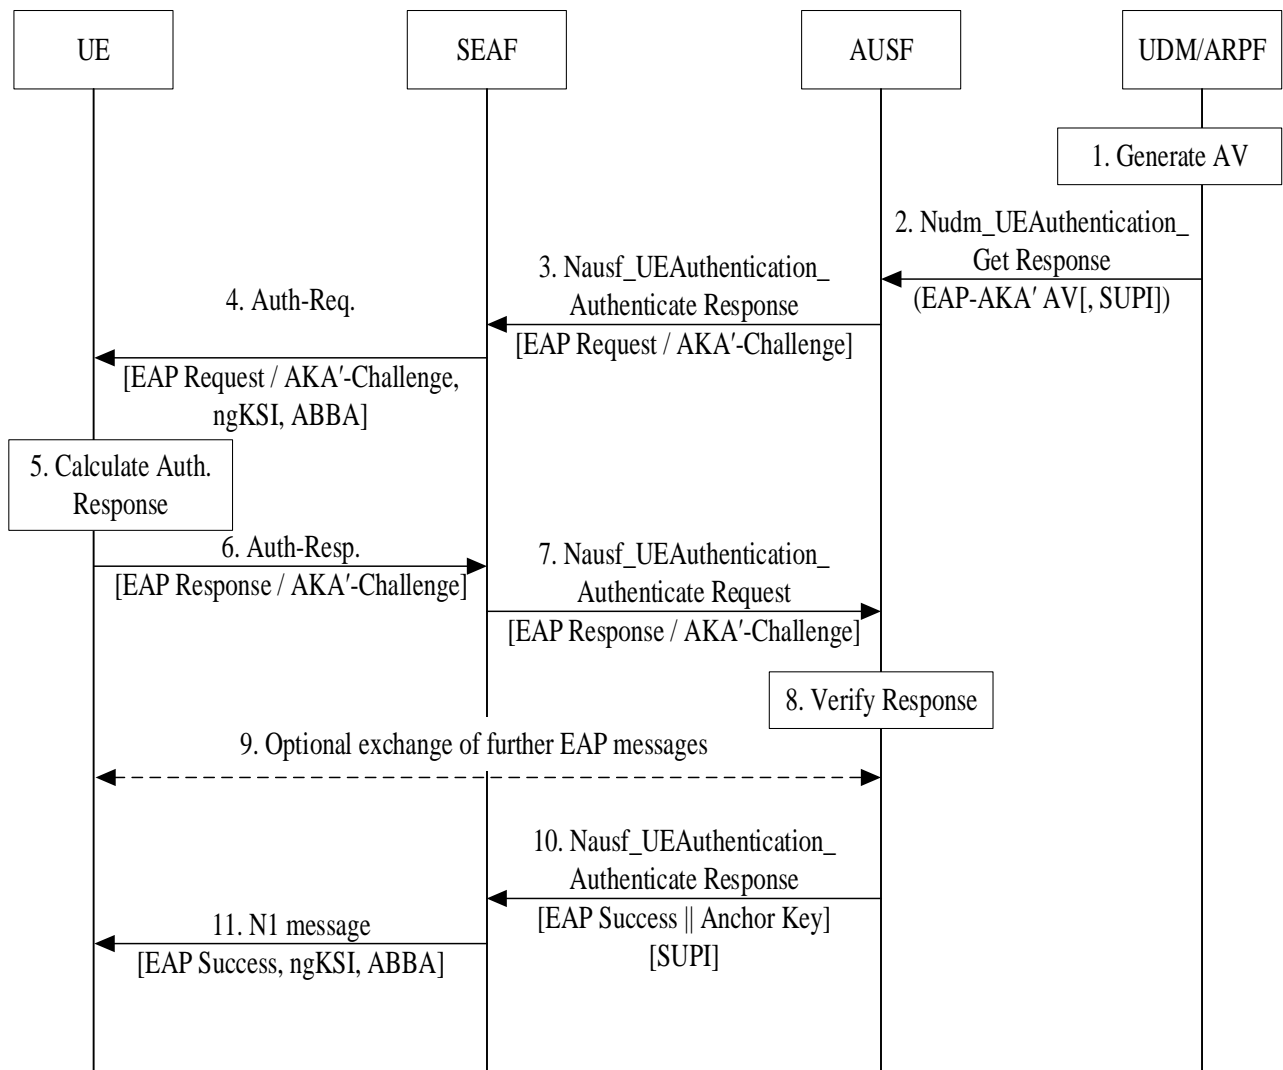 UE
SEAF
AUSF
UDM/ARPF
1. Generate AV
2. Nudm_UEAuthentication_
Get Response
(EAP-AKA′ AV[, SUPI])
3. Nausf_UEAuthentication_
Authenticate Response
[EAP Request / AKA′-Challenge]
4. Auth-Req.
[EAP Request / AKA′-Challenge,
ngKSI, ABBA]
5. Calculate Auth.
Response
6. Auth-Resp.
[EAP Response / AKA′-Challenge]
7. Nausf_UEAuthentication_
Authenticate Request
[EAP Response / AKA′-Challenge]
8. Verify Response
9. Optional exchange of further EAP messages
10. Nausf_UEAuthentication_
Authenticate Response
[EAP Success || Anchor Key]
[SUPI]
11. N1 message
[EAP Success, ngKSI, ABBA]